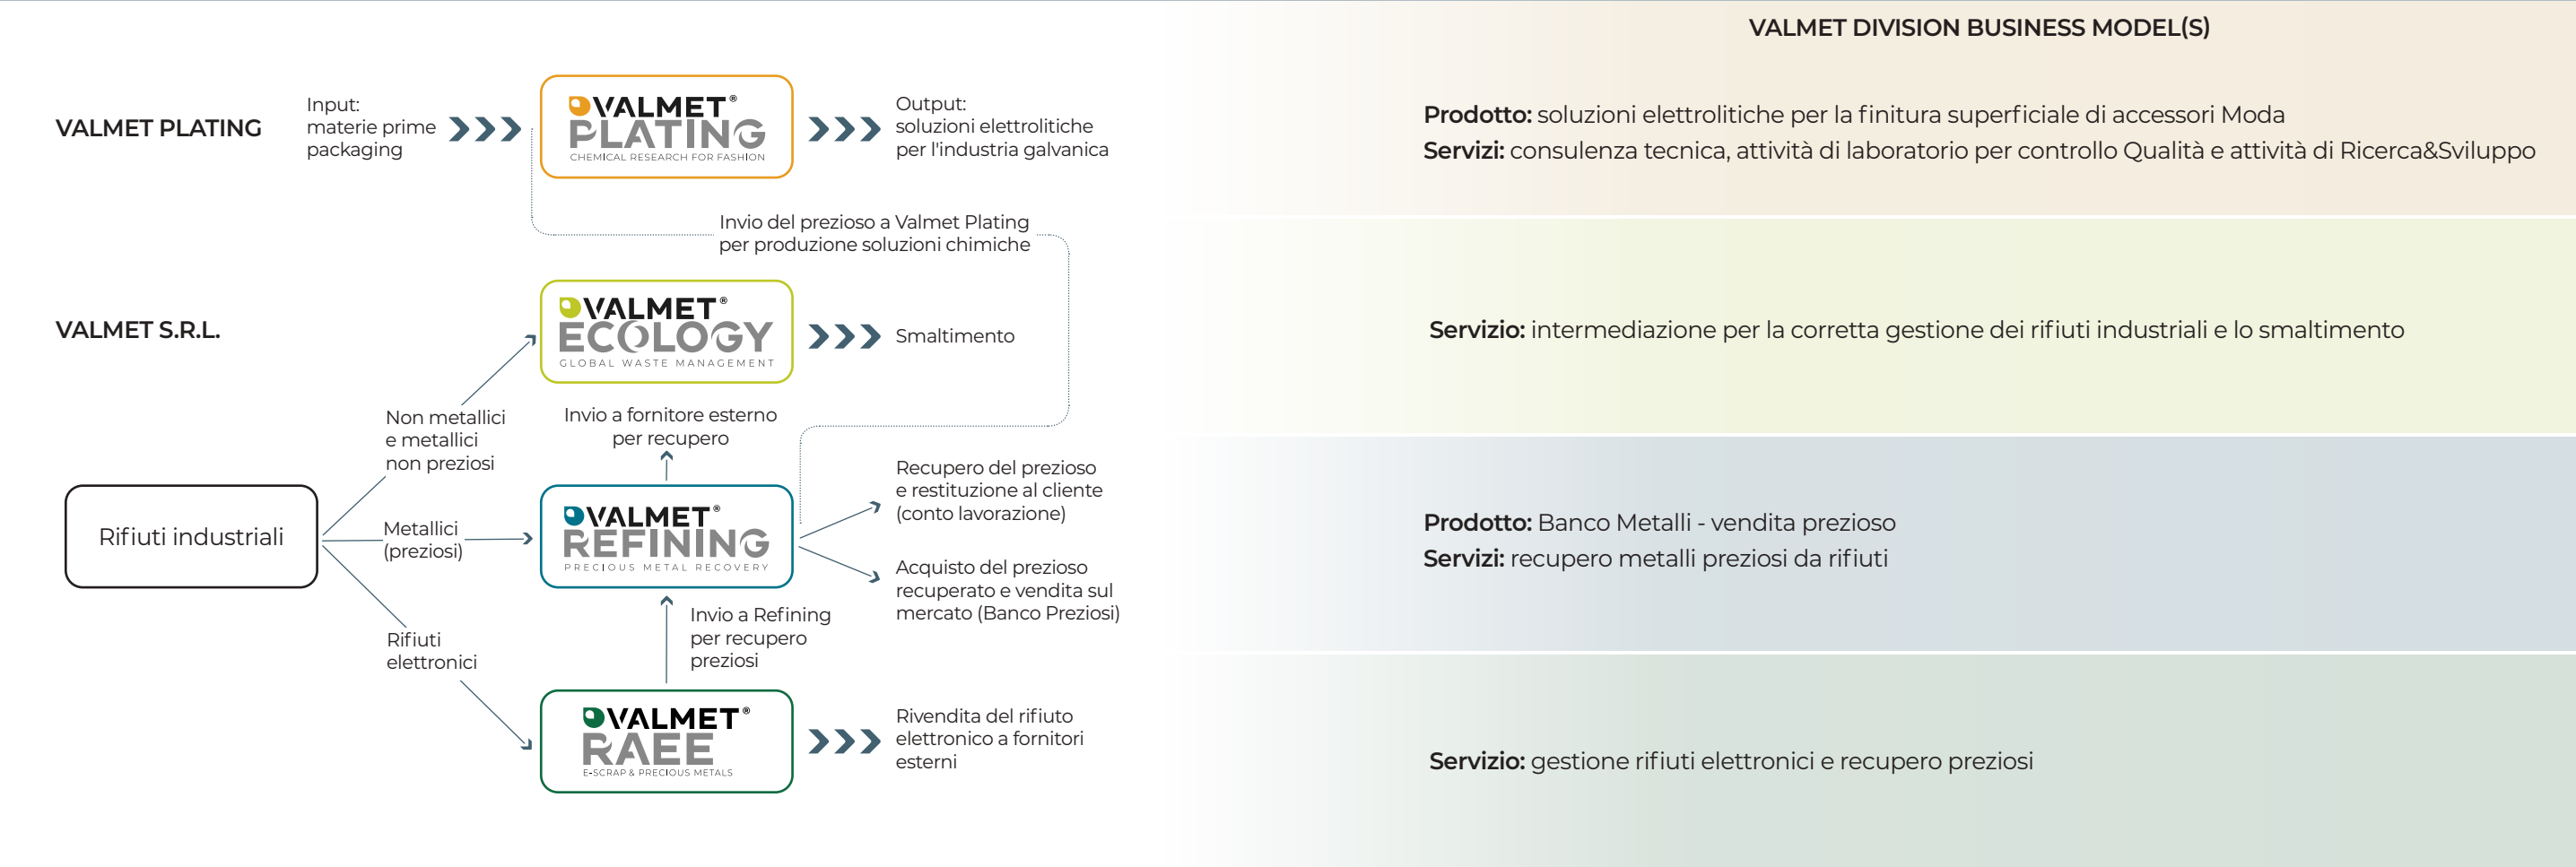 VALMET DIVISION BUSINESS MODEL(S)
VALMET PLATING
Input:
materie prime
packaging
VALMET®
PLATING
CHEMICAL RESEARCH FOR FASHION
Output:
soluzioni elettrolitiche
per l'industria galvanica
Prodotto: soluzioni elettrolitiche per la finitura superficiale di accessori Moda
Servizi: consulenza tecnica, attività di laboratorio per controllo Qualità e attività di Ricerca&Sviluppo
Invio del prezioso a Valmet Plating
per produzione soluzioni chimiche
VALMET S.R.L.
VALMET®
ECOLOGY
GLOBAL WASTE MANAGEMENT
Smaltimento
Servizio: intermediazione per la corretta gestione dei rifiuti industriali e lo smaltimento
Non metallici
e metallici
non preziosi
Invio a fornitore esterno
per recupero
Rifiuti industriali
Metallici
(preziosi)
VALMET®
REFINING
PRECIOUS METAL RECOVERY
Recupero del prezioso
e restituzione al cliente
(conto lavorazione)
Acquisto del prezioso
recuperato e vendita sul
mercato (Banco Preziosi)
Prodotto: Banco Metalli - vendita prezioso
Servizi: recupero metalli preziosi da rifiuti
Invio a Refining
per recupero
preziosi
Rifiuti
elettronici
VALMET®
RAEE
E-SCRAP & PRECIOUS METALS
Rivendita del rifiuto
elettronico a fornitori
esterni
Servizio: gestione rifiuti elettronici e recupero preziosi